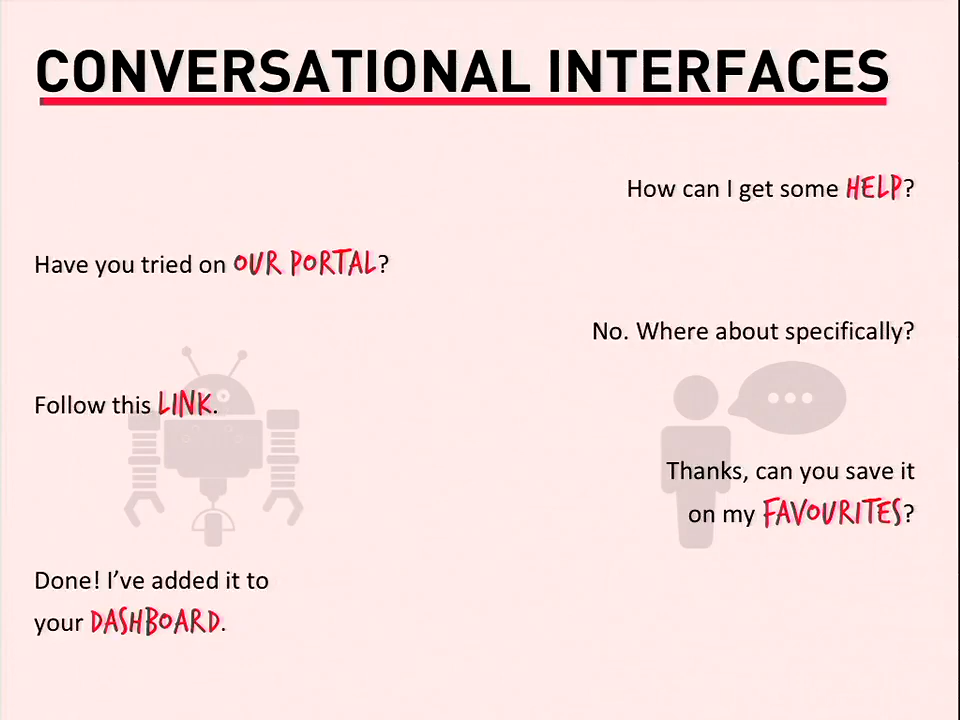 CONVERSATIONAL INTERFACES
How can I get some HELP?
Have you tried on OUR PORTAL?
No. Where about specifically?
Follow this LINK.
Thanks, can you save it
on my FAVOURITES?
Done! I’ve added it to
your DASHBOARD.